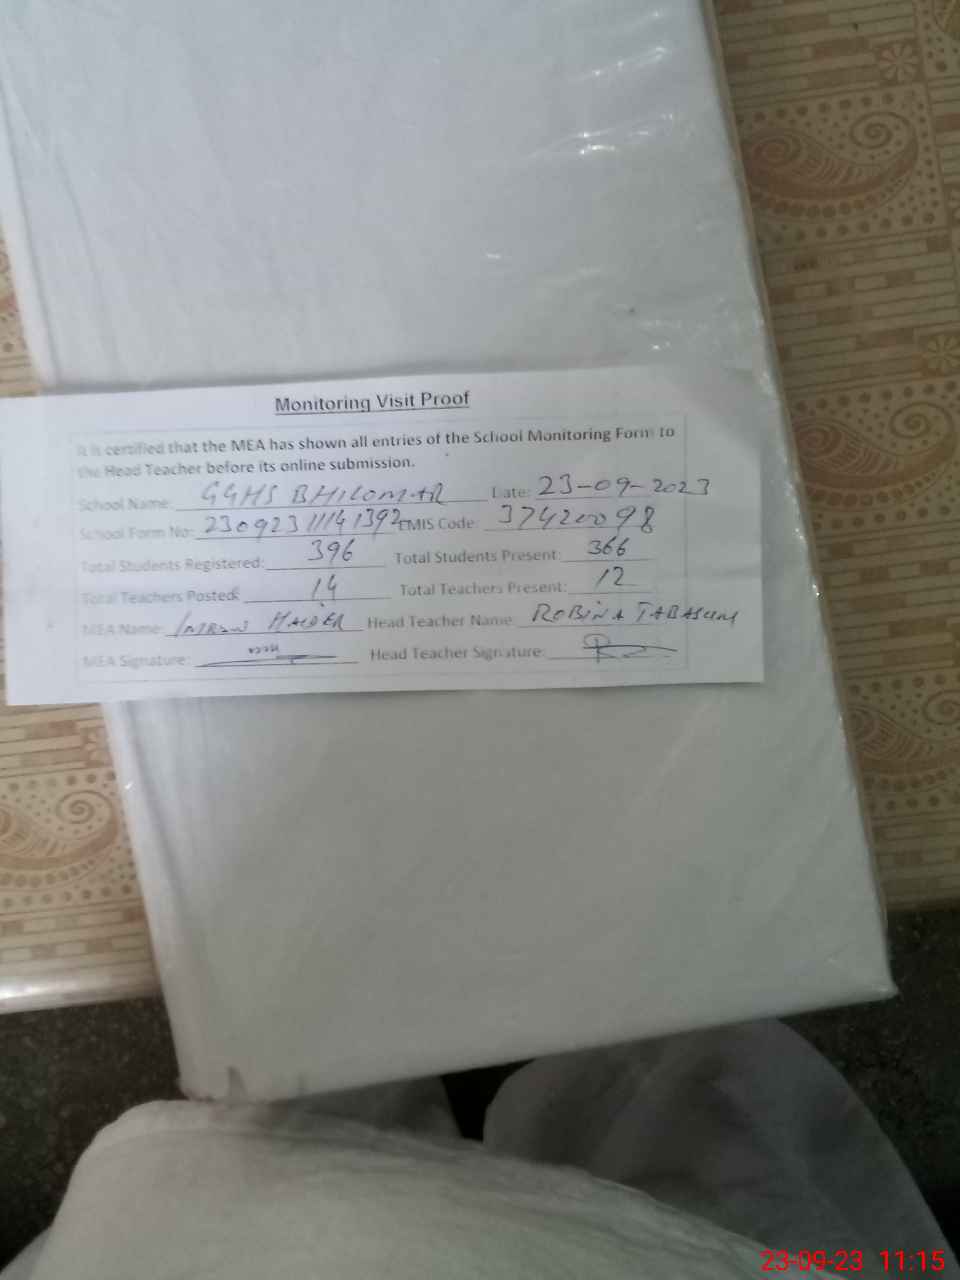 Monitoring Visit Proof
It is certified that the MEA has shown all entries of the School Monitoring Form to
the Head Teacher before its online submission.
School Name: GGHS BHILOMAR Date: 23-09-2023
School Form No: 23092311141392 EMIS Code: 37420098
Total Students Registered: 396 Total Students Present: 366
Total Teachers Posted: 14 Total Teachers Present: 12
MEA Name: IMRAN HAIDER Head Teacher Name ROBINA TABASUM
MEA Signature: Head Teacher Signature:
23-09-23 11:15